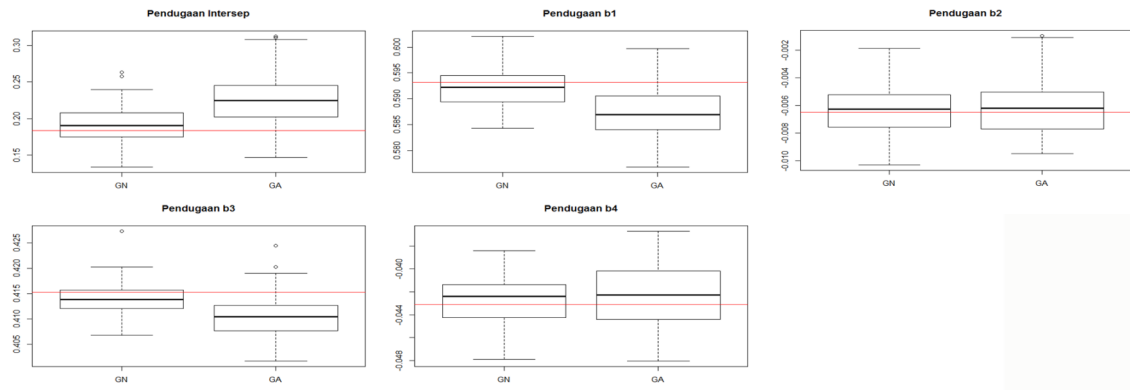 Pendugaan Intersep
0.30
0.25
0.20
0.15
GN GA
Pendugaan b1
0.600
0.595
0.590
0.585
0.580
GN GA
Pendugaan b2
-0.002
-0.004
-0.006
-0.008
-0.010
GN GA
Pendugaan b3
0.425
0.420
0.415
0.410
0.405
GN GA
Pendugaan b4
-0.040
-0.044
-0.048
GN GA